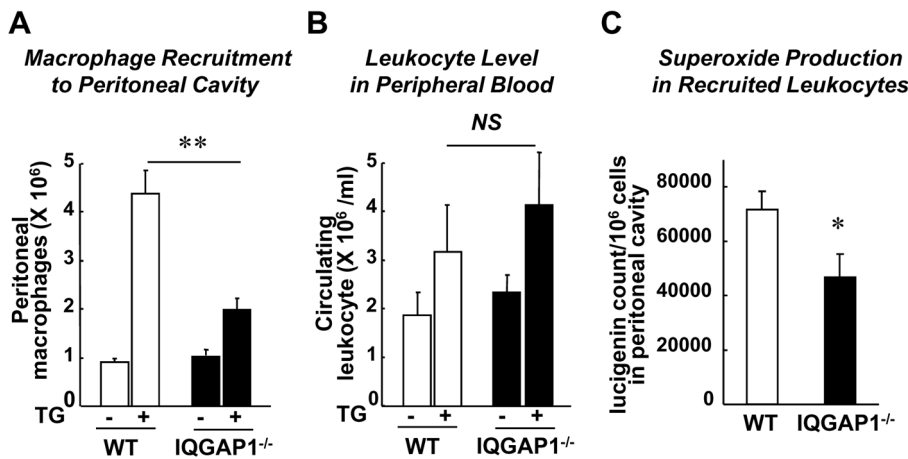 A
Macrophage Recruitment
to Peritoneal Cavity
**
Peritoneal
macrophages (X 10⁶)
5
4
3
2
1
0
TG - + - +
WT IQGAP1⁻/⁻
B
Leukocyte Level
in Peripheral Blood
NS
Circulating
leukocyte (X 10⁶ /ml)
5
4
3
2
1
0
TG - + - +
WT IQGAP1⁻/⁻
C
Superoxide Production
in Recruited Leukocytes
*
lucigenin count/10⁶ cells
in peritoneal cavity
80000
60000
40000
20000
0
WT IQGAP1⁻/⁻